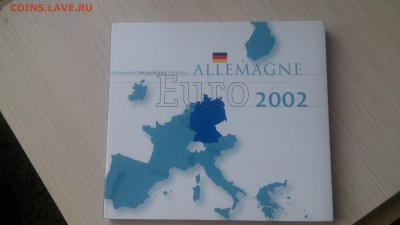 COINS.LAVE.RU
ALLEMAGNE
Allemagne Deutschland Germany
Euro 2002